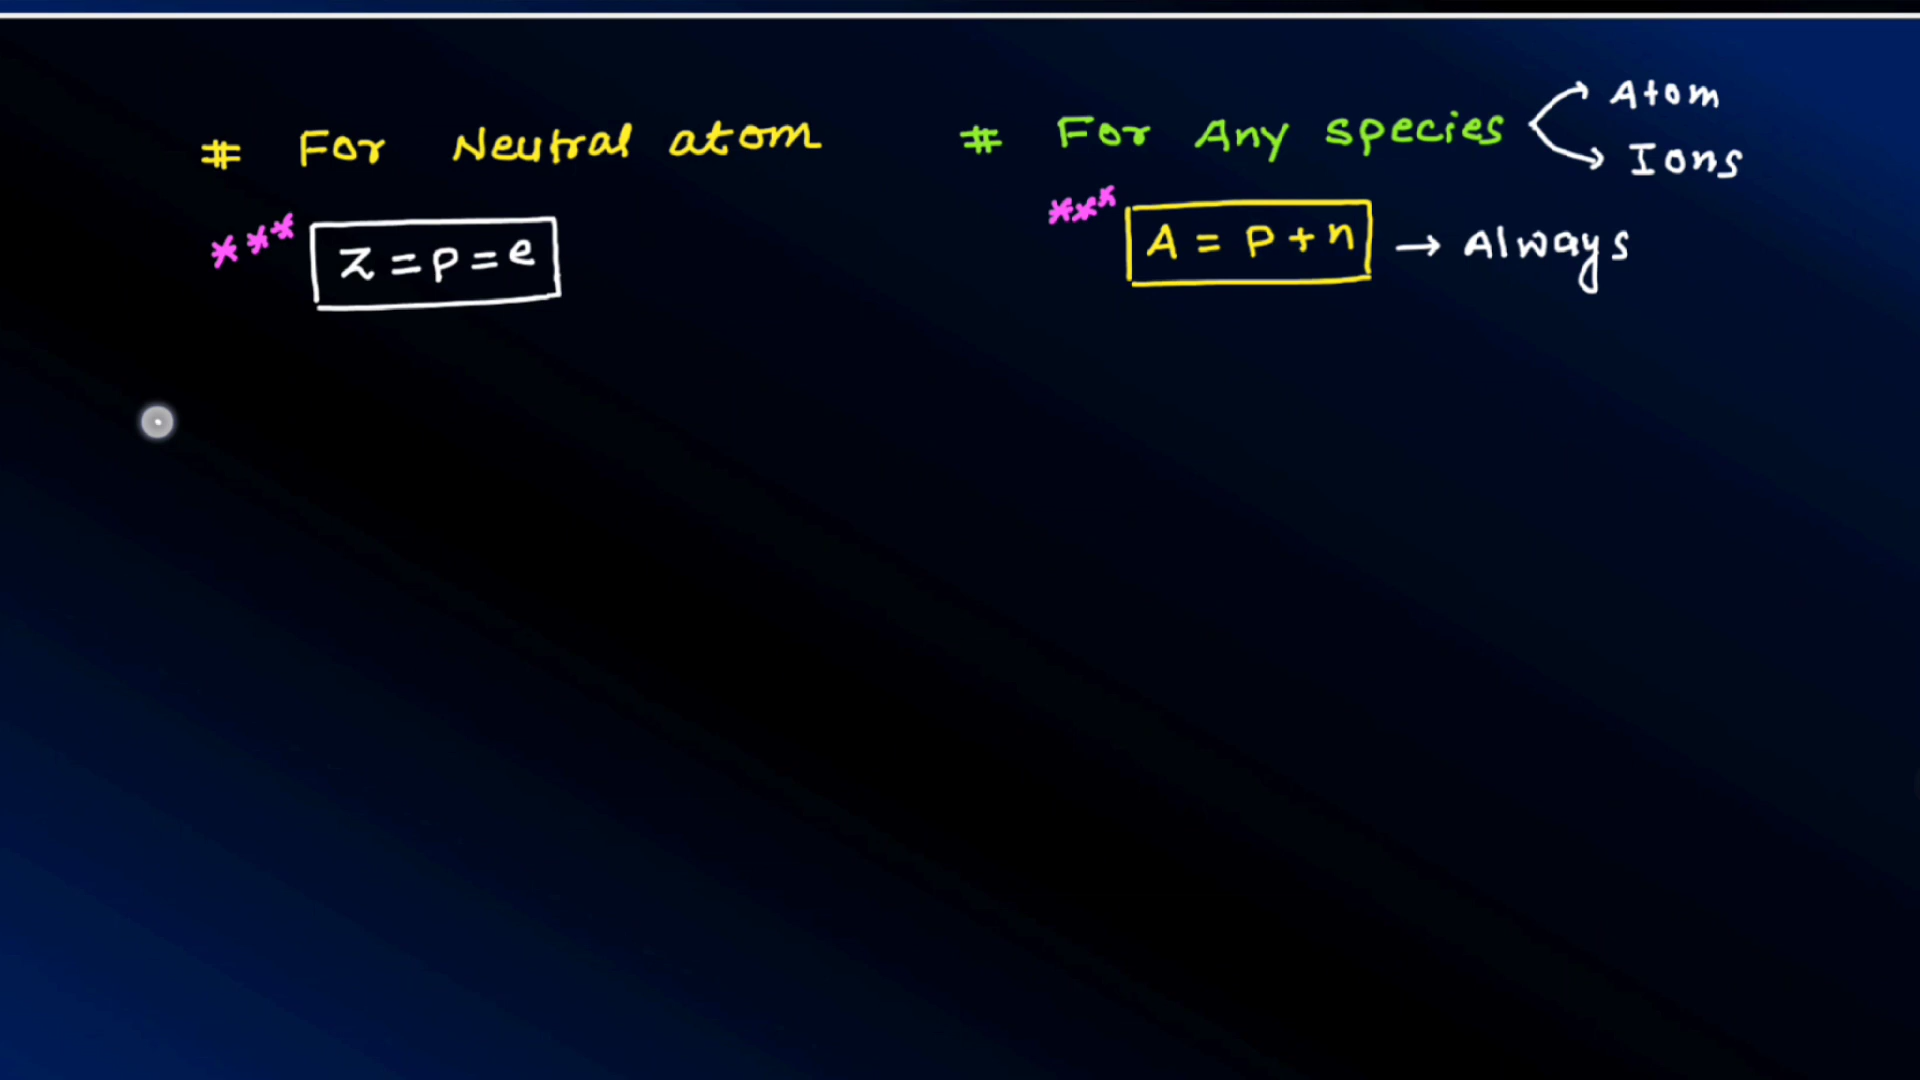 # For Neutral atom
*** Z = p = e
# For Any species → Atom
→ Ions
*** A = p + n → Always